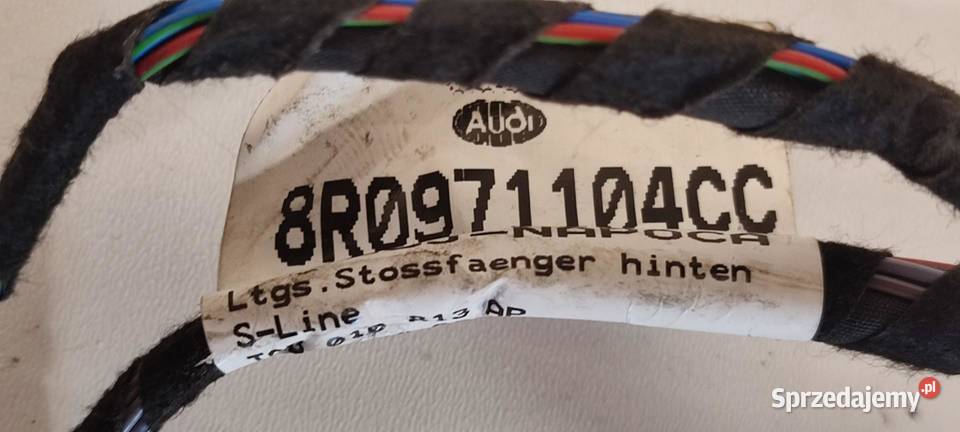 Audi
8R0971104CC
NAPOCA
Ltgs.Stossfaenger hinten
S-Line
Sprzedajemy.pl